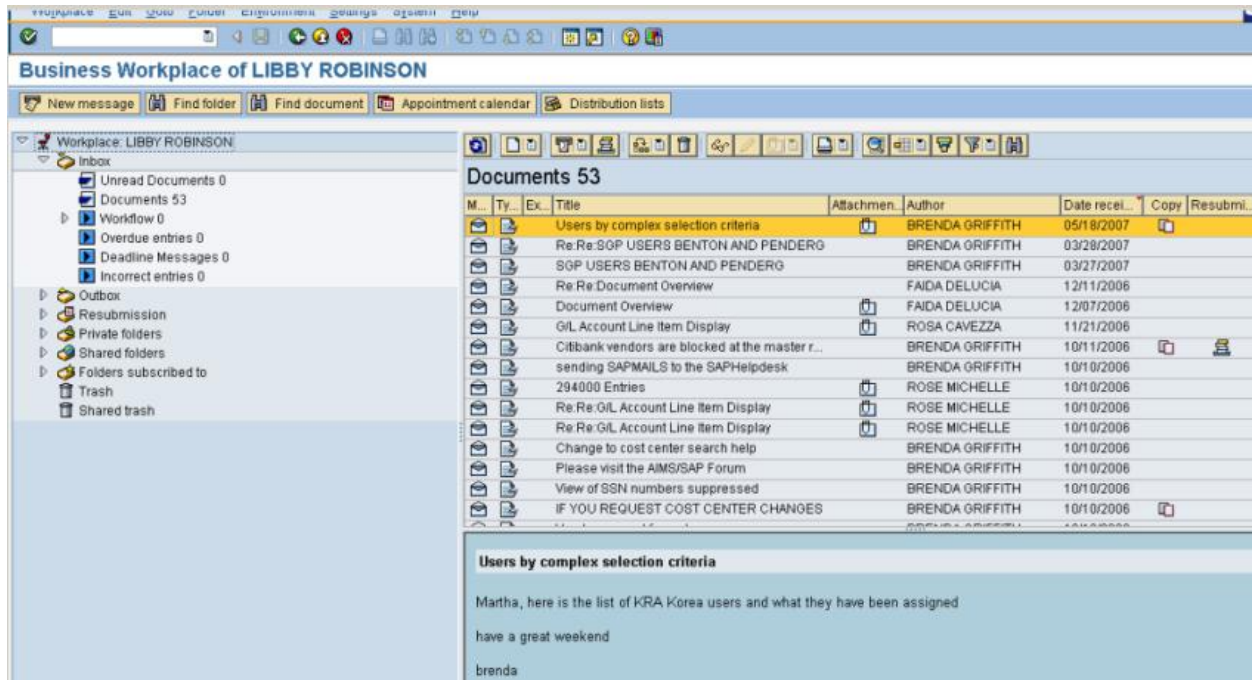 Workplace Edit Goto Folder Environment Settings System Help
Business Workplace of LIBBY ROBINSON
New message Find folder Find document Appointment calendar Distribution lists
Workplace: LIBBY ROBINSON
Inbox
Unread Documents 0
Documents 53
Workflow 0
Overdue entries 0
Deadline Messages 0
Incorrect entries 0
Outbox
Resubmission
Private folders
Shared folders
Folders subscribed to
Trash
Shared trash
Documents 53
M... Ty... Ex... Title Attachmen... Author Date recei... Copy Resubmi...
Users by complex selection criteria BRENDA GRIFFITH 05/18/2007
Re:Re:SGP USERS BENTON AND PENDERG BRENDA GRIFFITH 03/28/2007
SGP USERS BENTON AND PENDERG BRENDA GRIFFITH 03/27/2007
Re:Re:Document Overview FAIDA DELUCIA 12/11/2006
Document Overview FAIDA DELUCIA 12/07/2006
G/L Account Line Item Display ROSA CAVEZZA 11/21/2006
Citibank vendors are blocked at the master r... BRENDA GRIFFITH 10/11/2006
sending SAPMAILS to the SAPHelpdesk BRENDA GRIFFITH 10/10/2006
294000 Entries ROSE MICHELLE 10/10/2006
Re:Re:G/L Account Line Item Display ROSE MICHELLE 10/10/2006
Re:Re:G/L Account Line Item Display ROSE MICHELLE 10/10/2006
Change to cost center search help BRENDA GRIFFITH 10/10/2006
Please visit the AIMS/SAP Forum BRENDA GRIFFITH 10/10/2006
View of SSN numbers suppressed BRENDA GRIFFITH 10/10/2006
IF YOU REQUEST COST CENTER CHANGES BRENDA GRIFFITH 10/10/2006
Users by complex selection criteria
Martha, here is the list of KRA Korea users and what they have been assigned
have a great weekend
brenda